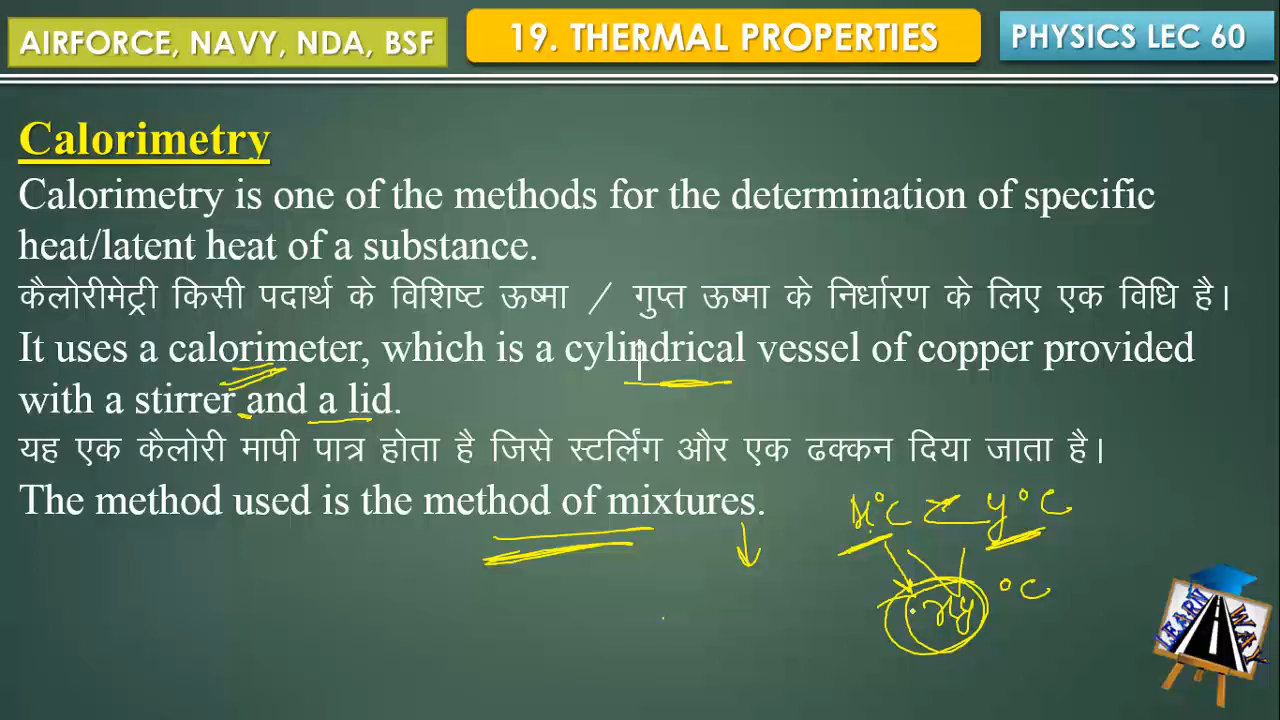 AIRFORCE, NAVY, NDA, BSF
19. THERMAL PROPERTIES
PHYSICS LEC 60
Calorimetry
Calorimetry is one of the methods for the determination of specific
heat/latent heat of a substance.
कैलोरीमेट्री किसी पदार्थ के विशिष्ट ऊष्मा / गुप्त ऊष्मा के निर्धारण के लिए एक विधि है।
It uses a calorimeter, which is a cylindrical vessel of copper provided
with a stirrer and a lid.
यह एक कैलोरी मापी पात्र होता है जिसे स्टर्लिंग और एक ढक्कन दिया जाता है।
The method used is the method of mixtures.
x°C
y°C
xy °C
LEARN WAY